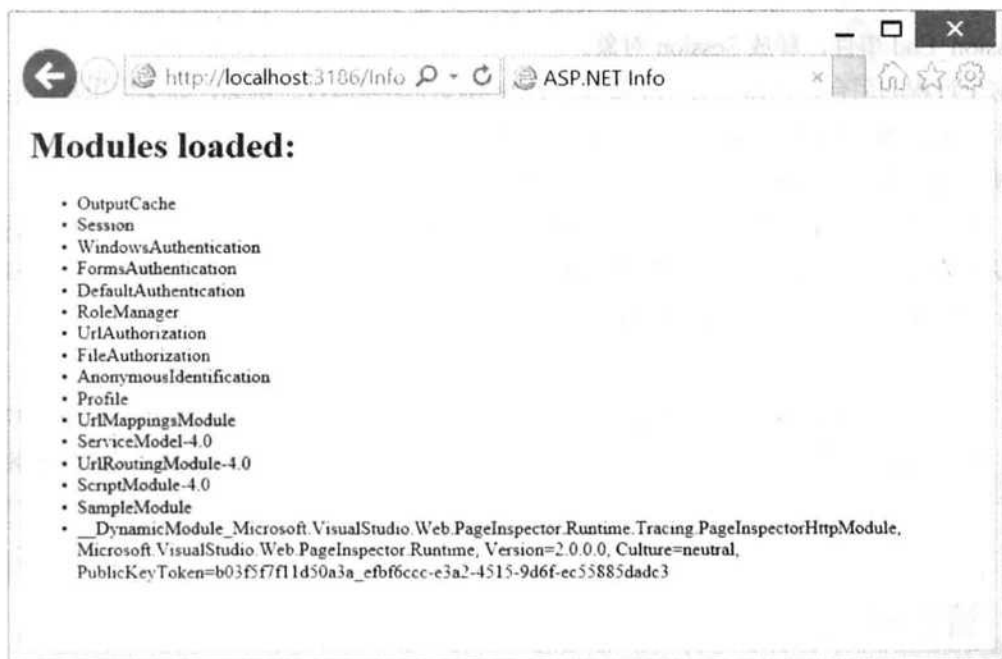 http://localhost:3186/Info
ASP.NET Info
Modules loaded:
• OutputCache
• Session
• WindowsAuthentication
• FormsAuthentication
• DefaultAuthentication
• RoleManager
• UrlAuthorization
• FileAuthorization
• AnonymousIdentification
• Profile
• UrlMappingsModule
• ServiceModel-4.0
• UrlRoutingModule-4.0
• ScriptModule-4.0
• SampleModule
• __DynamicModule_Microsoft.VisualStudio.Web.PageInspector.Runtime.Tracing.PageInspectorHttpModule,
Microsoft.VisualStudio.Web.PageInspector.Runtime, Version=2.0.0.0, Culture=neutral,
PublicKeyToken=b03f5f7f11d50a3a_efbf6ccc-e3a2-4515-9d6f-ec55885dadc3